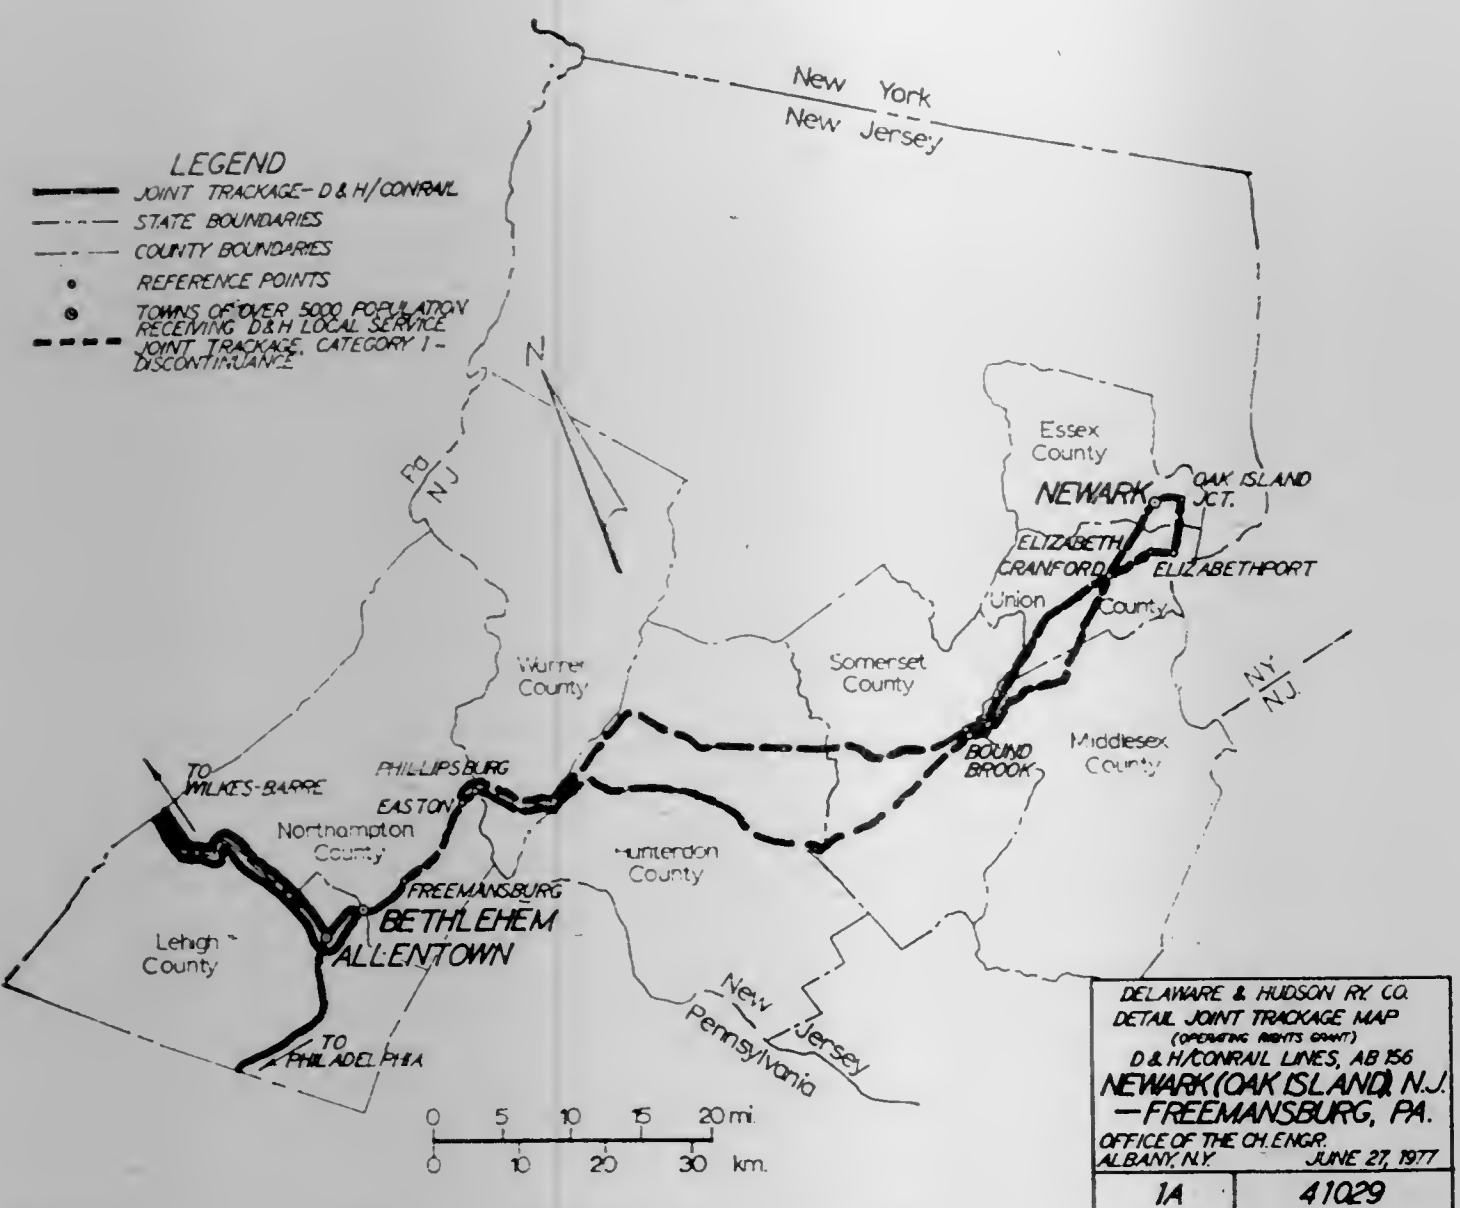 New York
New Jersey
LEGEND
JOINT TRACKAGE- D & H/CONRAIL
STATE BOUNDARIES
COUNTY BOUNDARIES
REFERENCE POINTS
TOWNS OF OVER 5000 POPULATION
RECEIVING D&H LOCAL SERVICE
JOINT TRACKAGE, CATEGORY 1-
DISCONTINUANCE
N
Pa
NJ
Essex
County
NEWARK
OAK ISLAND
JCT.
ELIZABETH
CRANFORD
ELIZABETHPORT
Union
County
Warren
County
Somerset
County
NY
N.J.
Middlesex
County
BOUND
BROOK
PHILLIPSBURG
EASTON
TO
WILKES-BARRE
Northampton
County
Hunterdon
County
FREEMANSBURG
BETHLEHEM
ALLENTOWN
Lehigh
County
New Jersey
Pennsylvania
TO
PHILADELPHIA
0 5 10 15 20 mi.
0 10 20 30 km.
DELAWARE & HUDSON RY. CO.
DETAIL JOINT TRACKAGE MAP
(OPERATING RIGHTS GRANT)
D & H/CONRAIL LINES, AB 156
NEWARK (OAK ISLAND), N.J.
—FREEMANSBURG, PA.
OFFICE OF THE CH. ENGR.
ALBANY, N.Y. JUNE 27, 1977
1A 41029